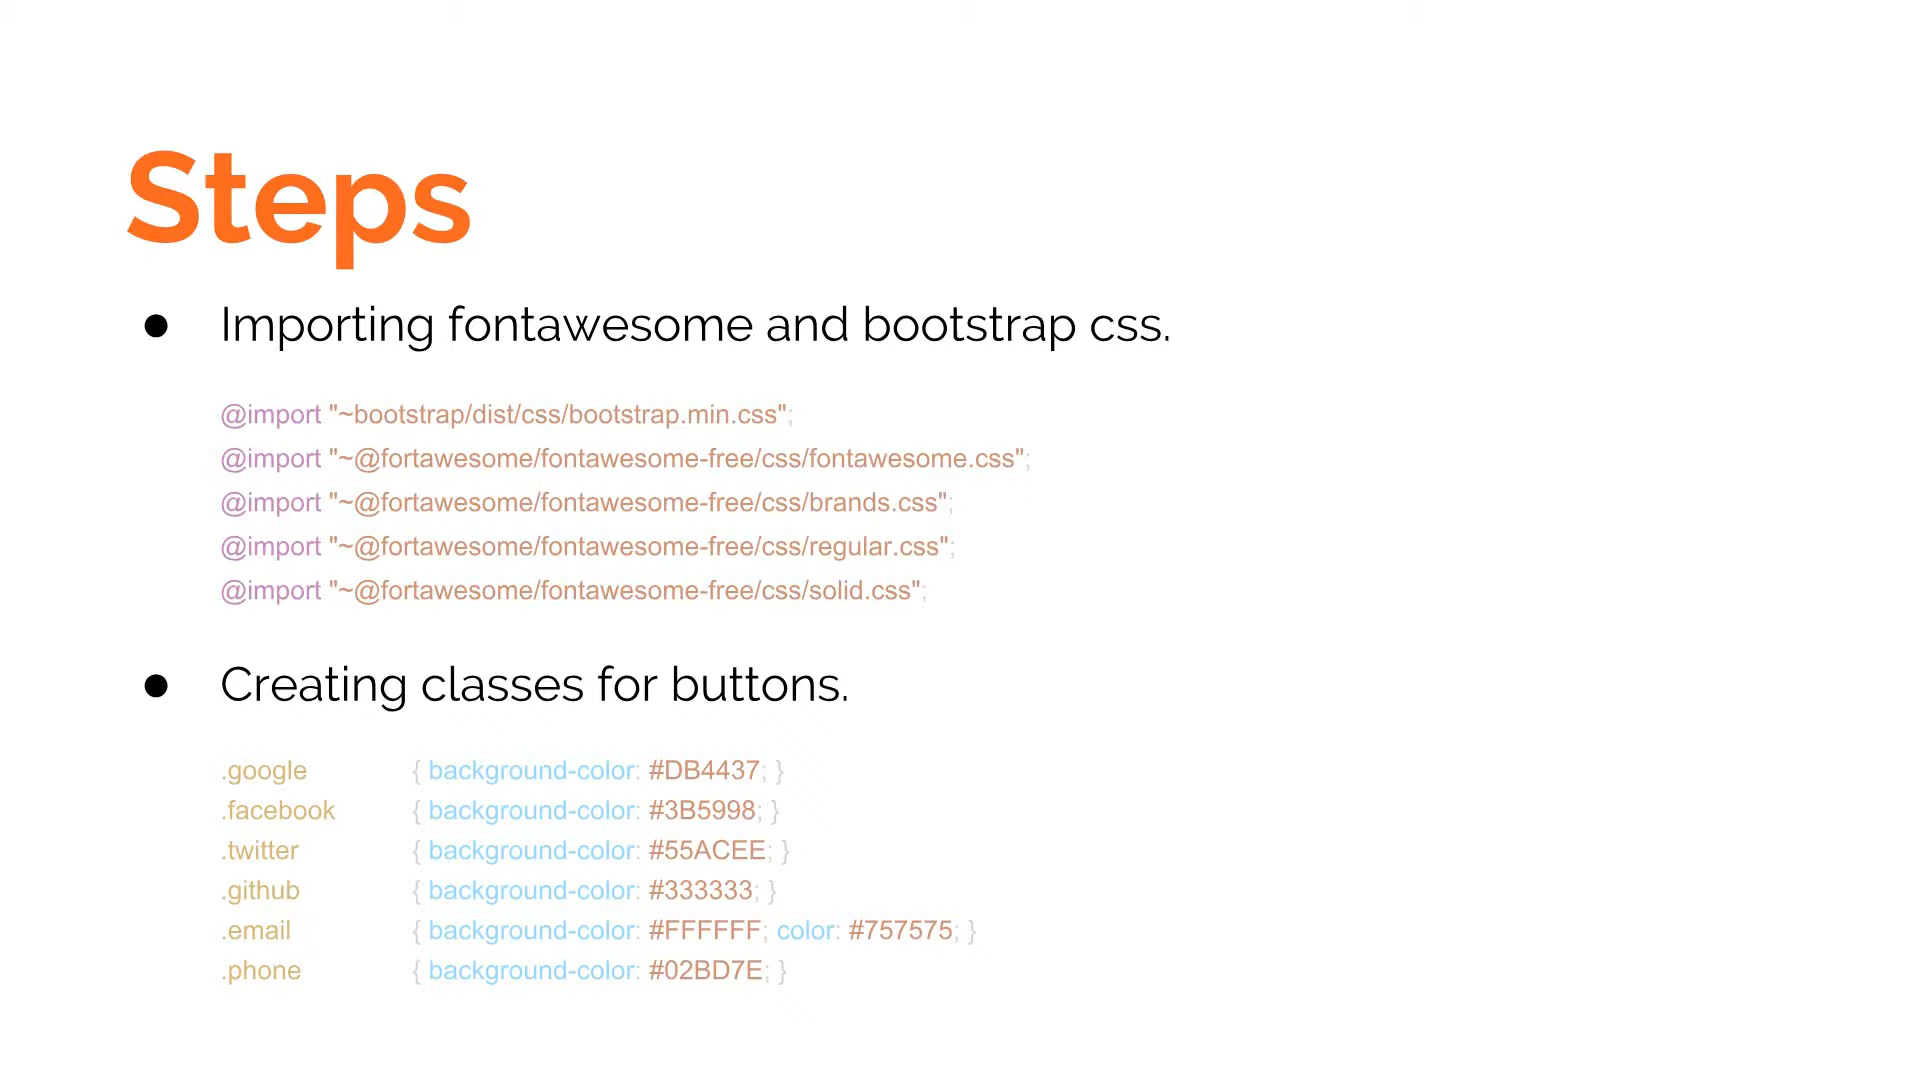 Steps
● Importing fontawesome and bootstrap css.
@import "~bootstrap/dist/css/bootstrap.min.css";
@import "~@fortawesome/fontawesome-free/css/fontawesome.css";
@import "~@fortawesome/fontawesome-free/css/brands.css";
@import "~@fortawesome/fontawesome-free/css/regular.css";
@import "~@fortawesome/fontawesome-free/css/solid.css";
● Creating classes for buttons.
.google { background-color: #DB4437; }
.facebook { background-color: #3B5998; }
.twitter { background-color: #55ACEE; }
.github { background-color: #333333; }
.email { background-color: #FFFFFF; color: #757575; }
.phone { background-color: #02BD7E; }